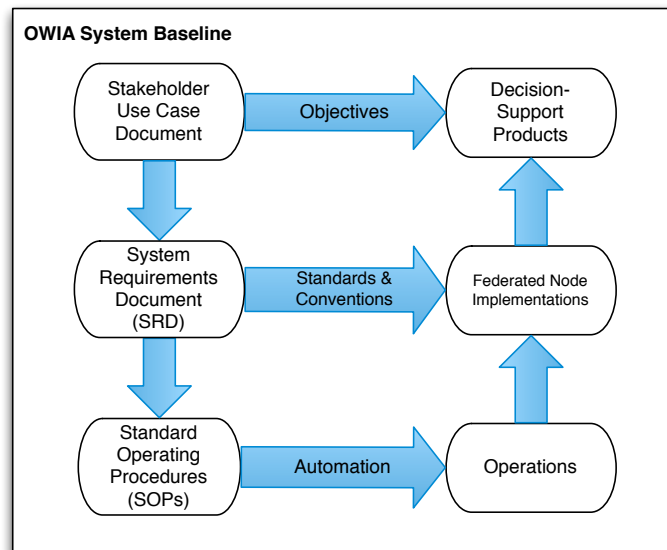 OWIA System Baseline
Stakeholder
Use Case
Document
Objectives
Decision-
Support
Products
System
Requirements
Document
(SRD)
Standards &
Conventions
Federated Node
Implementations
Standard
Operating
Procedures
(SOPs)
Automation
Operations